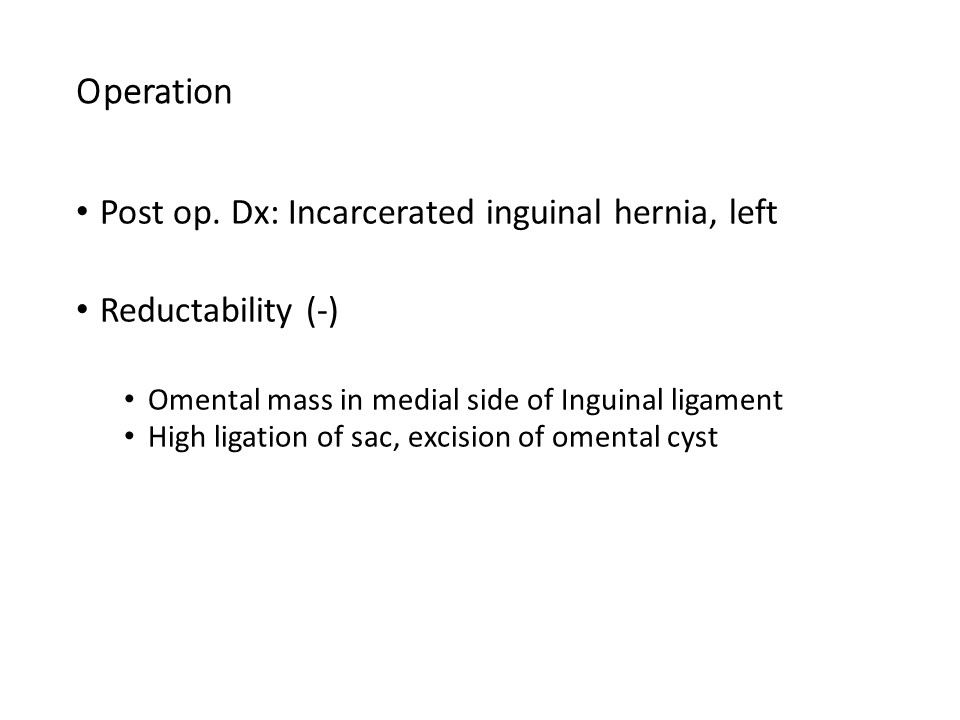 Operation
• Post op. Dx: Incarcerated inguinal hernia, left
• Reductability (-)
• Omental mass in medial side of Inguinal ligament
• High ligation of sac, excision of omental cyst